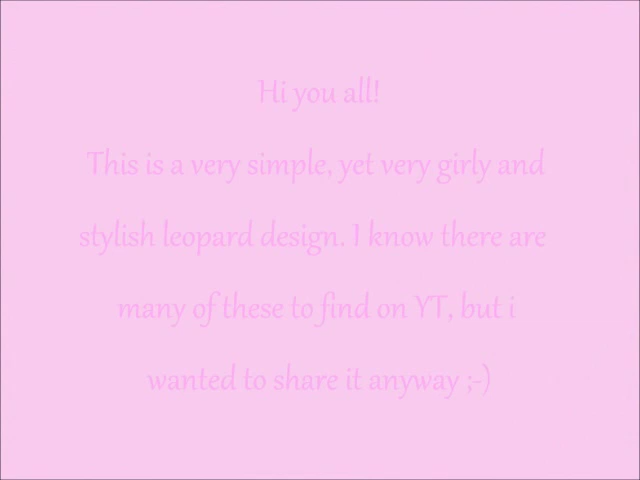 Hi you all!
This is a very simple, yet very girly and
stylish leopard design. I know there are
many of these to find on YT, but i
wanted to share it anyway ;-)